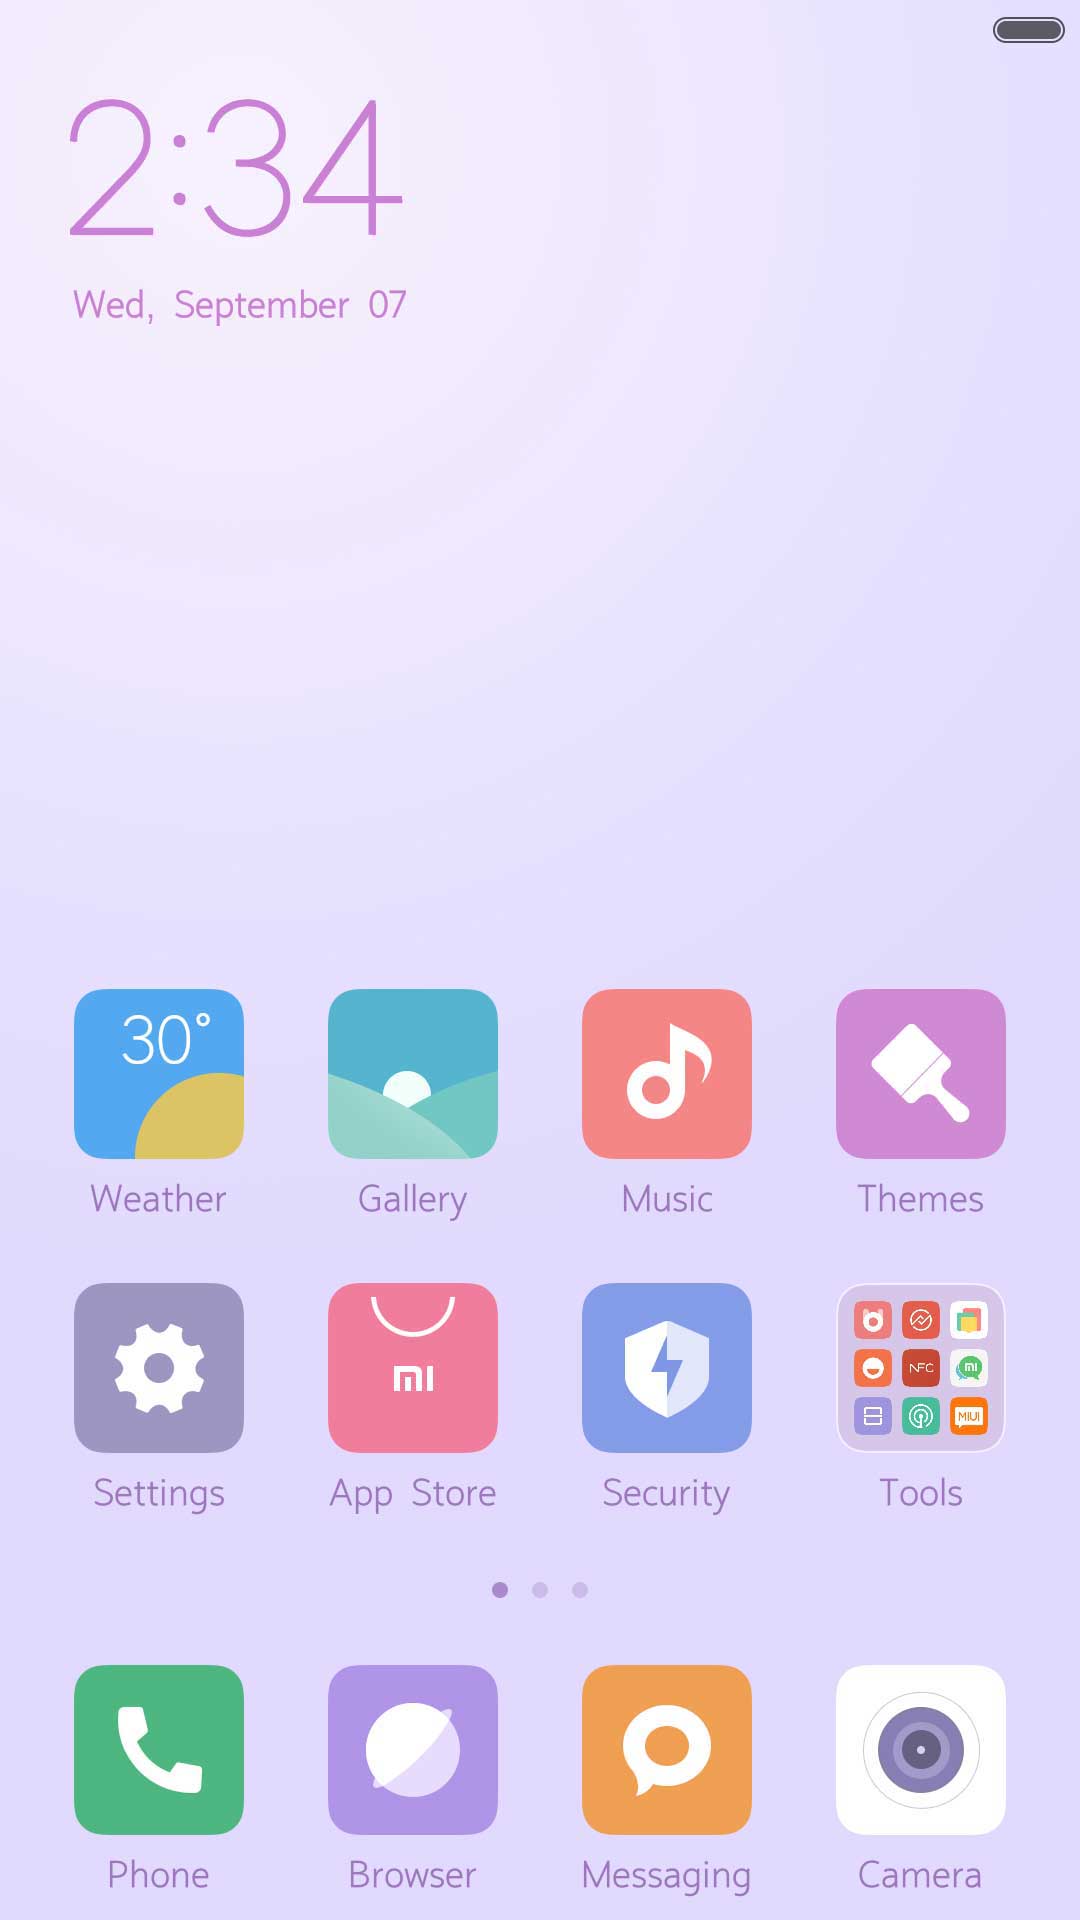 2:34
Wed, September 07
30°
Weather
Gallery
Music
Themes
mi
NFC
mi
MIUI
Settings
App Store
Security
Tools
Phone
Browser
Messaging
Camera